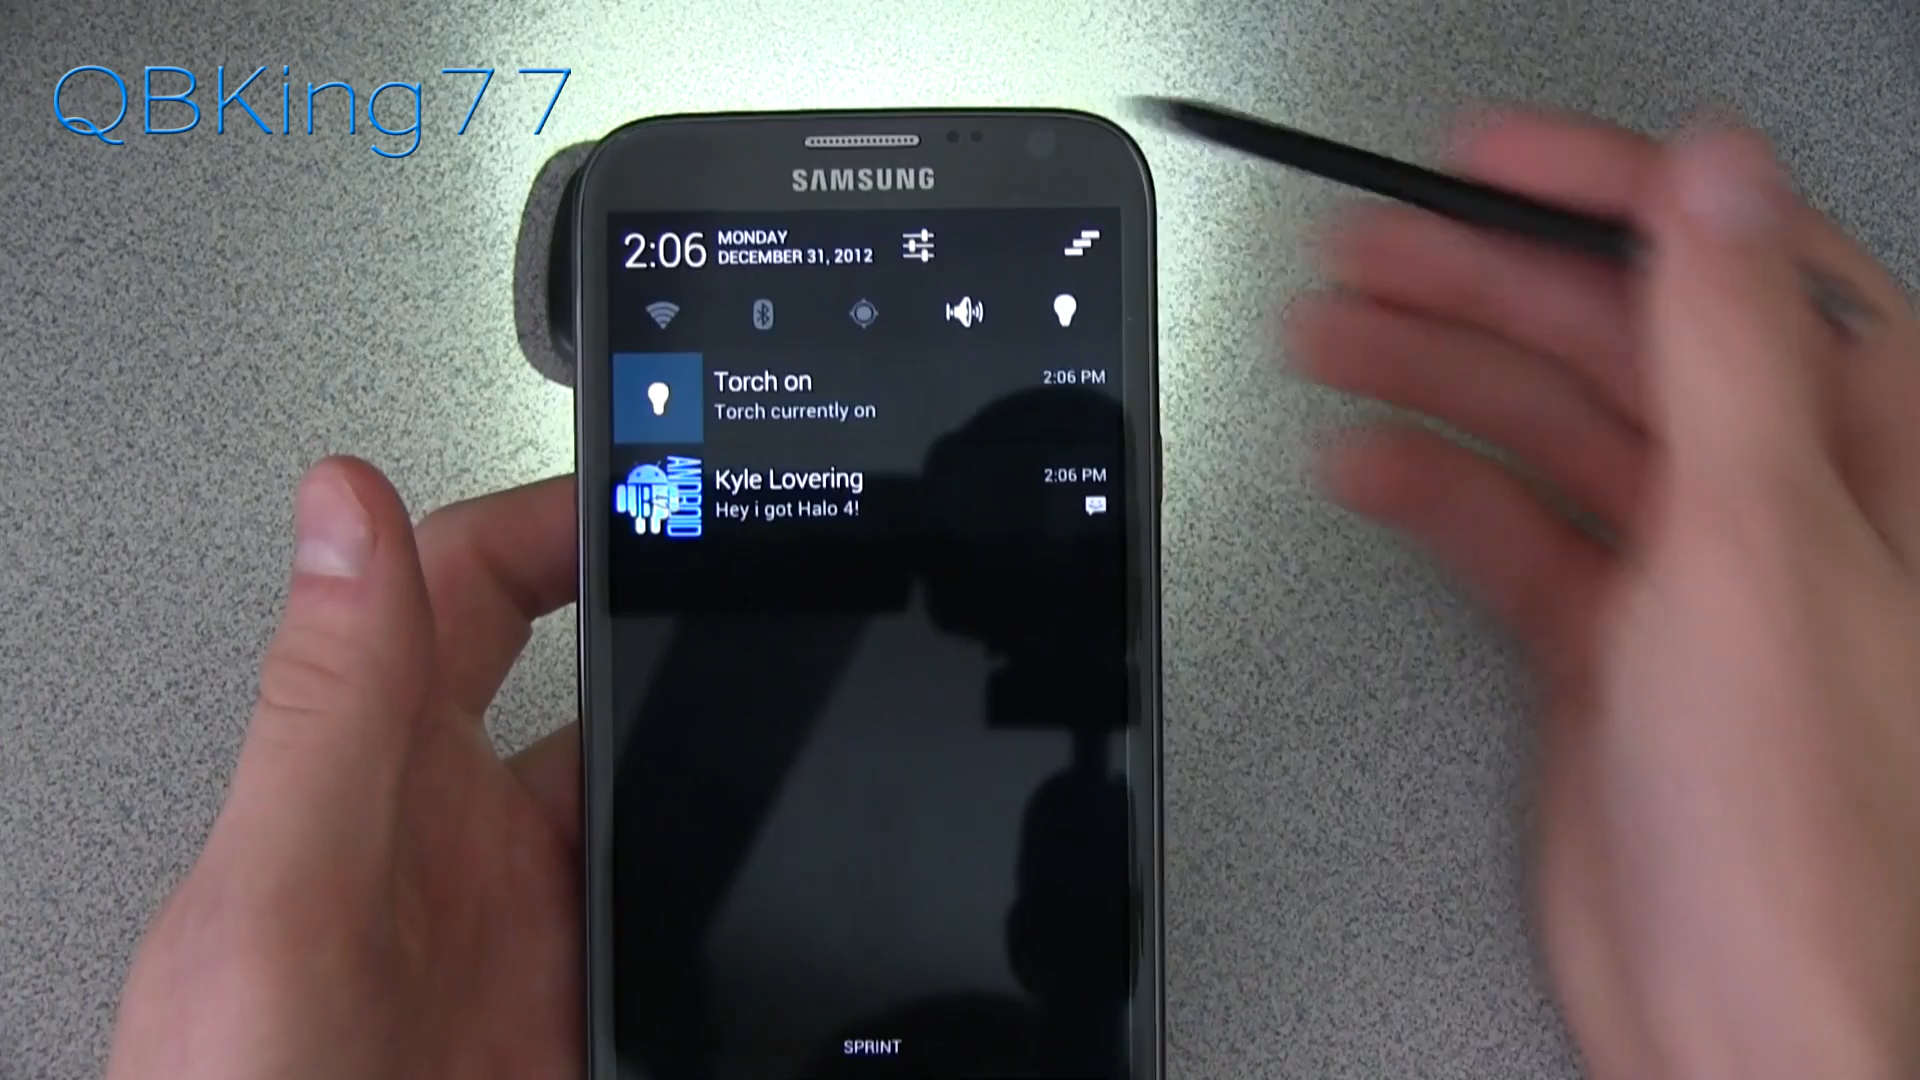 QBKing77
SAMSUNG
2:06
MONDAY
DECEMBER 31, 2012
Torch on
2:06 PM
Torch currently on
Kyle Lovering
2:06 PM
Hey i got Halo 4!
ANDROID
SPRINT